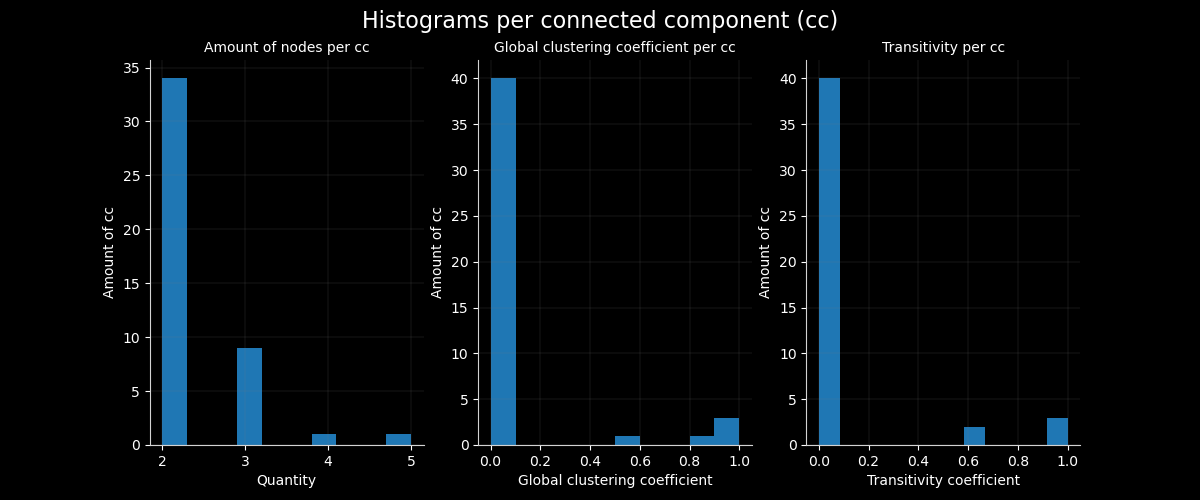 Histograms per connected component (cc)
Amount of nodes per cc
Amount of cc
35
30
25
20
15
10
5
0
2 3 4 5
Quantity
Global clustering coefficient per cc
Amount of cc
40
35
30
25
20
15
10
5
0
0.0 0.2 0.4 0.6 0.8 1.0
Global clustering coefficient
Transitivity per cc
Amount of cc
40
35
30
25
20
15
10
5
0
0.0 0.2 0.4 0.6 0.8 1.0
Transitivity coefficient